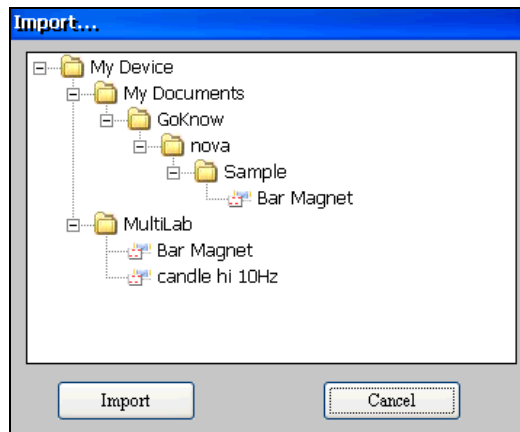 Import...
My Device
My Documents
GoKnow
nova
Sample
Bar Magnet
MultiLab
Bar Magnet
candle hi 10Hz
Import Cancel